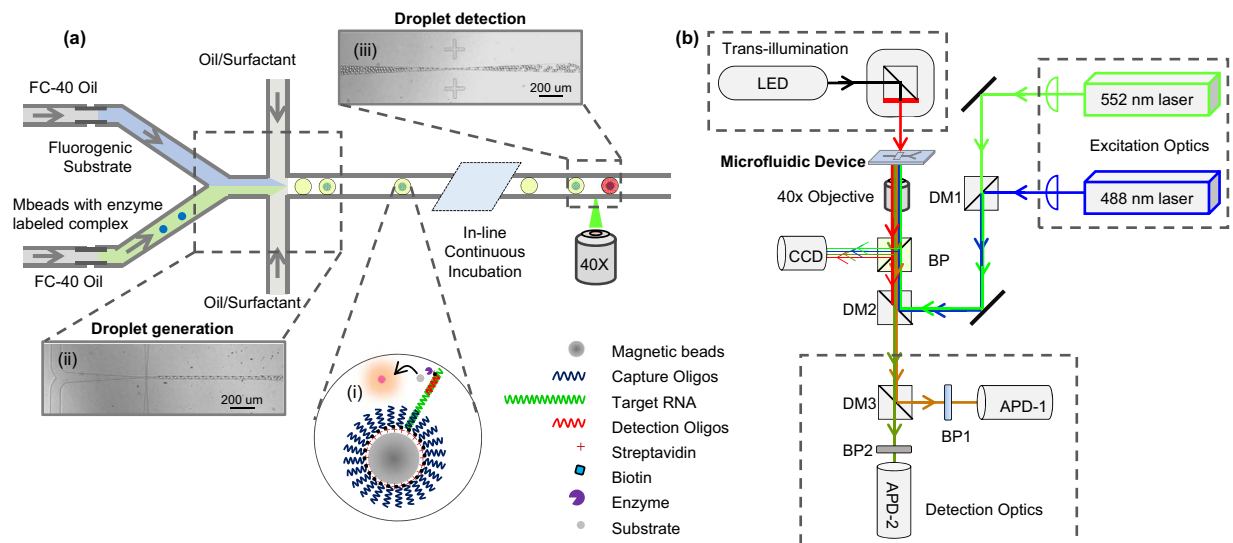 (a)
Oil/Surfactant
FC-40 Oil
Fluorogenic
Substrate
Mbeads with enzyme
labeled complex
FC-40 Oil
Oil/Surfactant
Droplet generation
(ii)
200 um
Droplet detection
(iii)
200 um
In-line
Continuous
Incubation
40X
(i)
Magnetic beads
Capture Oligos
Target RNA
Detection Oligos
Streptavidin
Biotin
Enzyme
Substrate
(b)
Trans-illumination
LED
Microfluidic Device
40x Objective
CCD
BP
DM2
DM1
552 nm laser
Excitation Optics
488 nm laser
DM3
APD-1
BP1
BP2
APD-2
Detection Optics